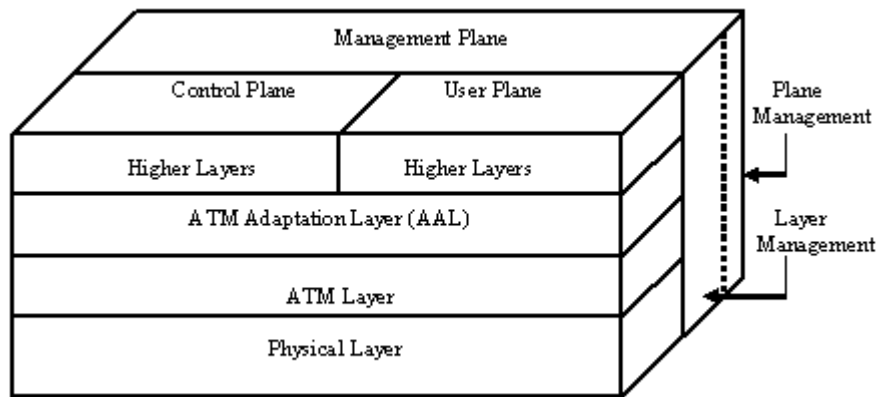 Management Plane
Control Plane
User Plane
Plane
Management
Higher Layers
Higher Layers
ATM Adaptation Layer (AAL)
Layer
Management
ATM Layer
Physical Layer